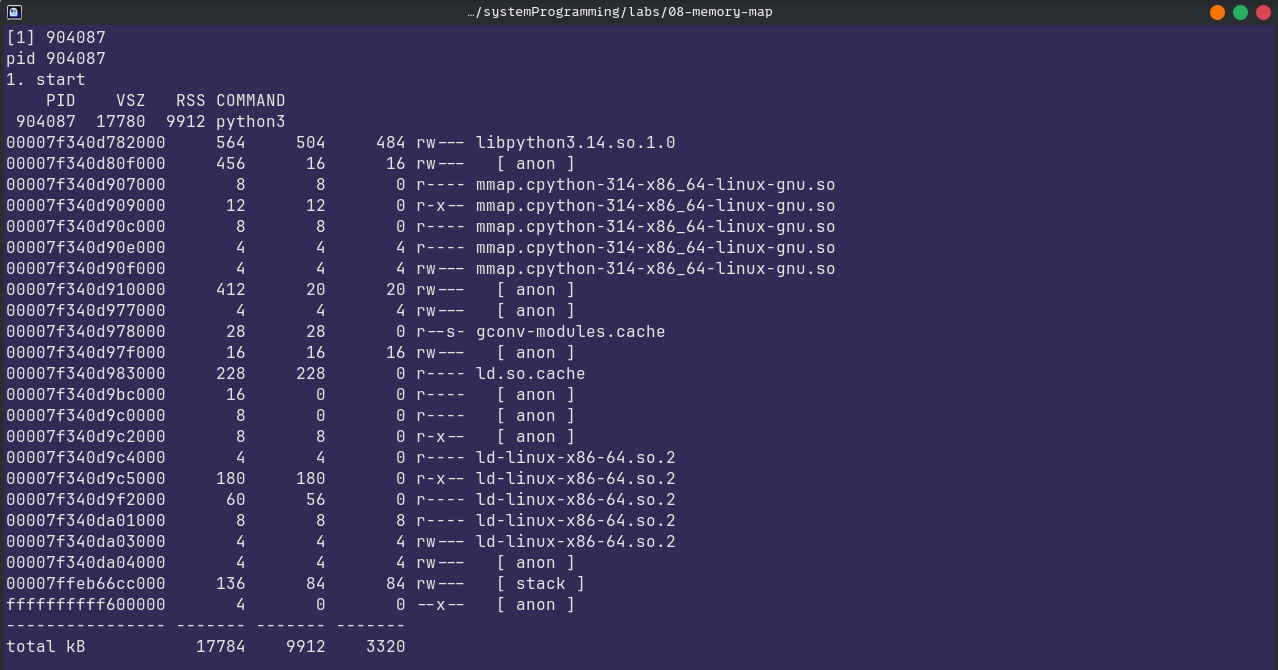 …/systemProgramming/labs/08-memory-map
[1] 904087
pid 904087
1. start
    PID    VSZ   RSS COMMAND
 904087  17780  9912 python3
00007f340d782000     564     504     484 rw--- libpython3.14.so.1.0
00007f340d80f000     456      16      16 rw---   [ anon ]
00007f340d907000       8       8       0 r---- mmap.cpython-314-x86_64-linux-gnu.so
00007f340d909000      12      12       0 r-x-- mmap.cpython-314-x86_64-linux-gnu.so
00007f340d90c000       8       8       0 r---- mmap.cpython-314-x86_64-linux-gnu.so
00007f340d90e000       4       4       4 r---- mmap.cpython-314-x86_64-linux-gnu.so
00007f340d90f000       4       4       4 rw--- mmap.cpython-314-x86_64-linux-gnu.so
00007f340d910000     412      20      20 rw---   [ anon ]
00007f340d977000       4       4       4 rw---   [ anon ]
00007f340d978000      28      28       0 r--s- gconv-modules.cache
00007f340d97f000      16      16      16 rw---   [ anon ]
00007f340d983000     228     228       0 r---- ld.so.cache
00007f340d9bc000      16       0       0 r----   [ anon ]
00007f340d9c0000       8       0       0 r----   [ anon ]
00007f340d9c2000       8       8       0 r-x--   [ anon ]
00007f340d9c4000       4       4       0 r---- ld-linux-x86-64.so.2
00007f340d9c5000     180     180       0 r-x-- ld-linux-x86-64.so.2
00007f340d9f2000      60      56       0 r---- ld-linux-x86-64.so.2
00007f340da01000       8       8       8 r---- ld-linux-x86-64.so.2
00007f340da03000       4       4       4 rw--- ld-linux-x86-64.so.2
00007f340da04000       4       4       4 rw---   [ anon ]
00007ffeb66cc000     136      84      84 rw---   [ stack ]
ffffffffff600000       4       0       0 --x--   [ anon ]
---------------- ------- ------- -------
total kB           17784    9912    3320